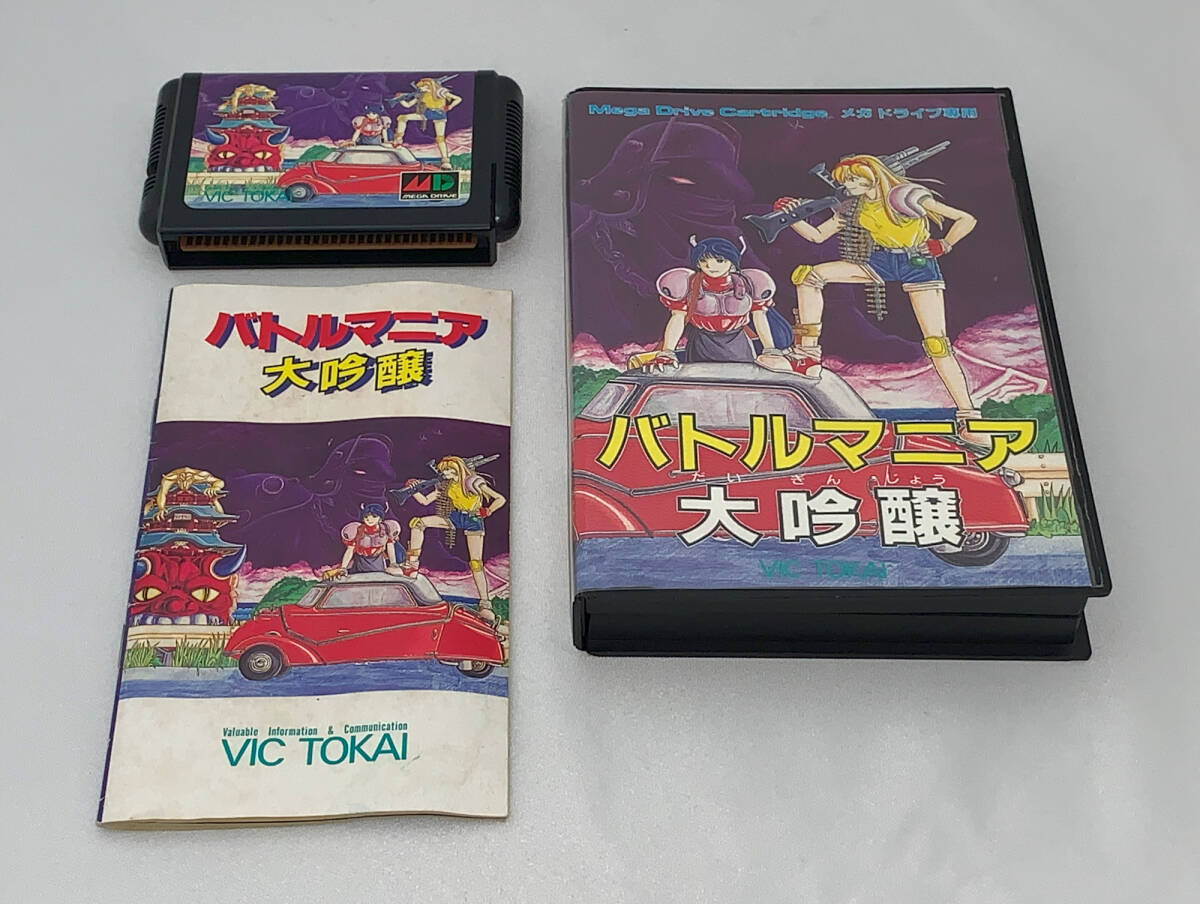 VIC TOKAI
MEGA DRIVE
バトルマニア
大吟醸
Valuable Information & Communication
VIC TOKAI
Mega Drive Cartridge メガドライブ専用
バトルマニア
だい ぎん じょう
大吟醸
VIC TOKAI